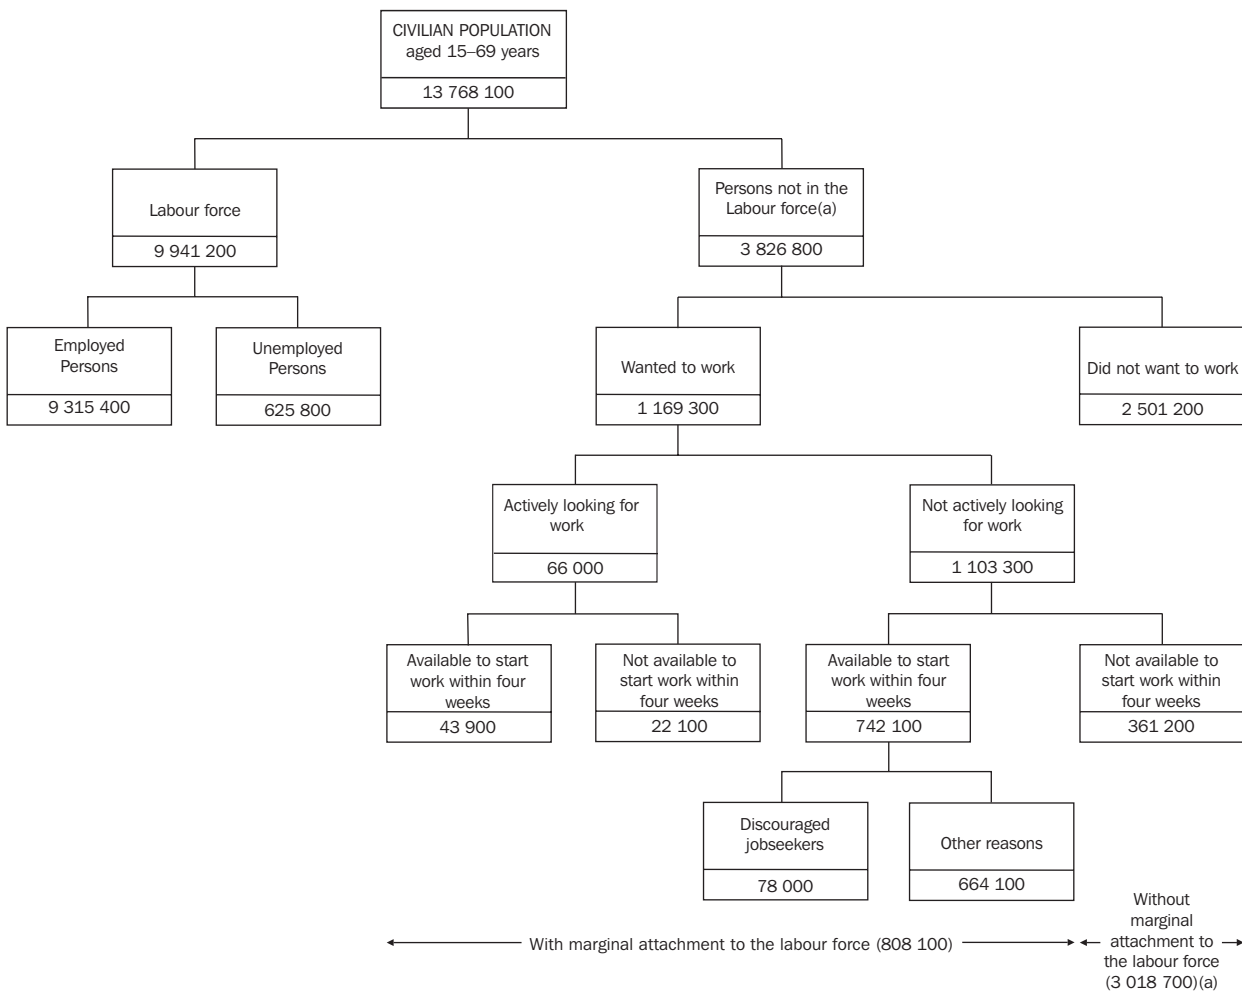 CIVILIAN POPULATION
aged 15–69 years
13 768 100
Labour force
9 941 200
Persons not in the
Labour force(a)
3 826 800
Employed
Persons
9 315 400
Unemployed
Persons
625 800
Wanted to work
1 169 300
Did not want to work
2 501 200
Actively looking for
work
66 000
Not actively looking
for work
1 103 300
Available to start
work within four
weeks
43 900
Not available to
start work within
four weeks
22 100
Available to start
work within four
weeks
742 100
Not available to
start work within
four weeks
361 200
Discouraged
jobseekers
78 000
Other reasons
664 100
With marginal attachment to the labour force (808 100)
Without
marginal
attachment to
the labour force
(3 018 700)(a)